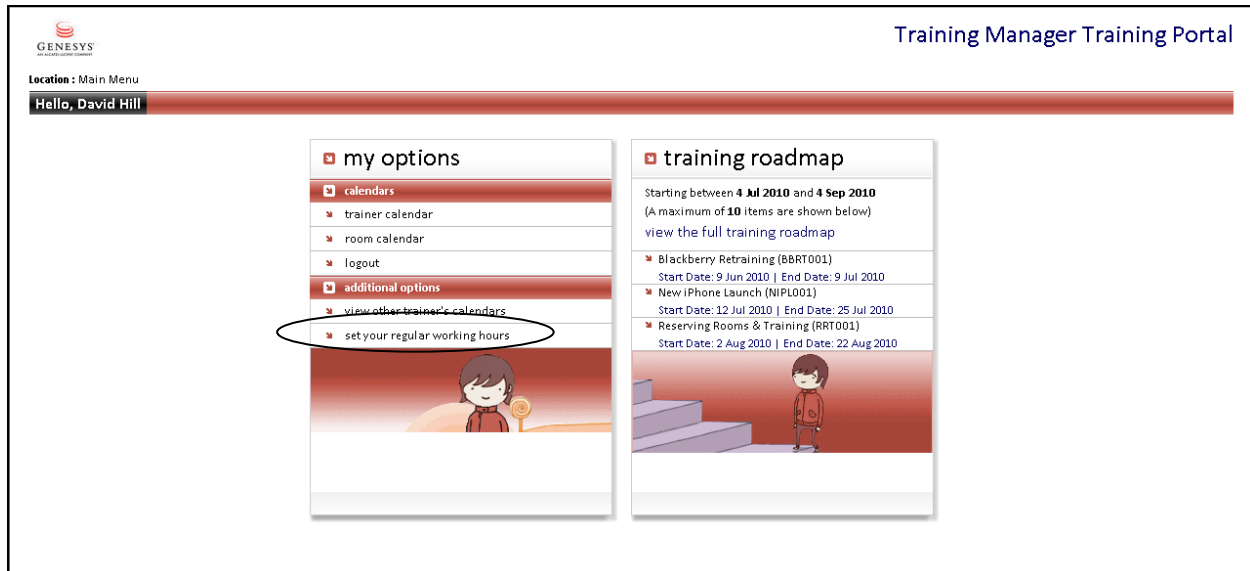 GENESYS
AN ALCATEL-LUCENT COMPANY
Training Manager Training Portal
Location : Main Menu
Hello, David Hill
my options
calendars
trainer calendar
room calendar
logout
additional options
view other trainer's calendars
set your regular working hours
training roadmap
Starting between 4 Jul 2010 and 4 Sep 2010
(A maximum of 10 items are shown below)
view the full training roadmap
Blackberry Retraining (BBRT001)
Start Date: 9 Jun 2010 | End Date: 9 Jul 2010
New iPhone Launch (NIPL001)
Start Date: 12 Jul 2010 | End Date: 25 Jul 2010
Reserving Rooms & Training (RRT001)
Start Date: 2 Aug 2010 | End Date: 22 Aug 2010